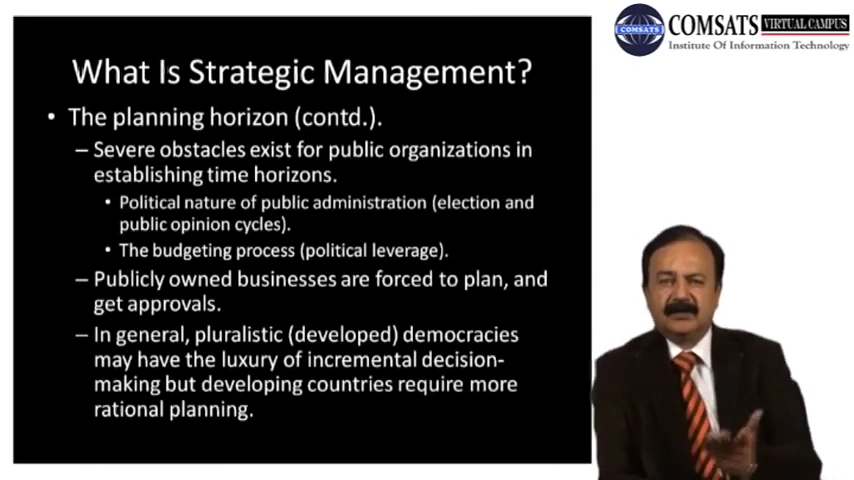 COMSATS VIRTUAL CAMPUS
Institute Of Information Technology
COMSATS
What Is Strategic Management?
• The planning horizon (contd.).
– Severe obstacles exist for public organizations in
establishing time horizons.
• Political nature of public administration (election and
public opinion cycles).
• The budgeting process (political leverage).
– Publicly owned businesses are forced to plan, and
get approvals.
– In general, pluralistic (developed) democracies
may have the luxury of incremental decision-
making but developing countries require more
rational planning.